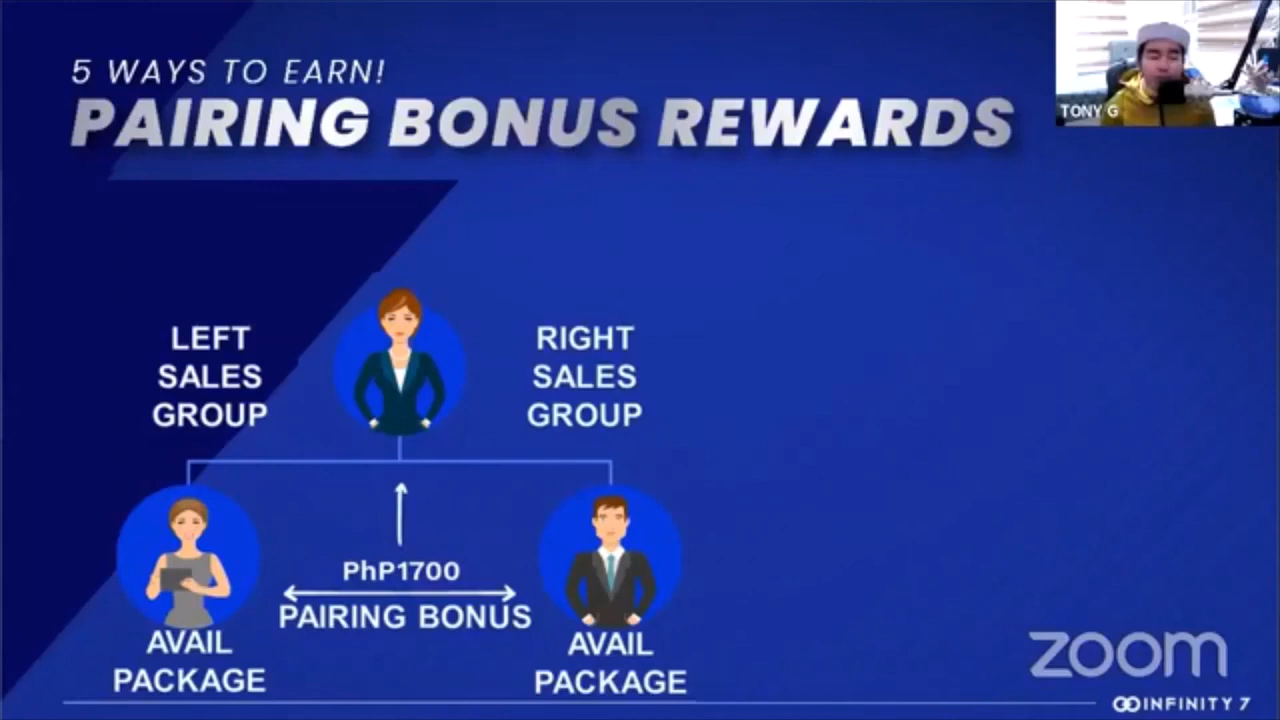 5 WAYS TO EARN!
PAIRING BONUS REWARDS
TONY G
LEFT
SALES
GROUP
RIGHT
SALES
GROUP
PhP1700
PAIRING BONUS
AVAIL
PACKAGE
AVAIL
PACKAGE
zoom
INFINITY 7